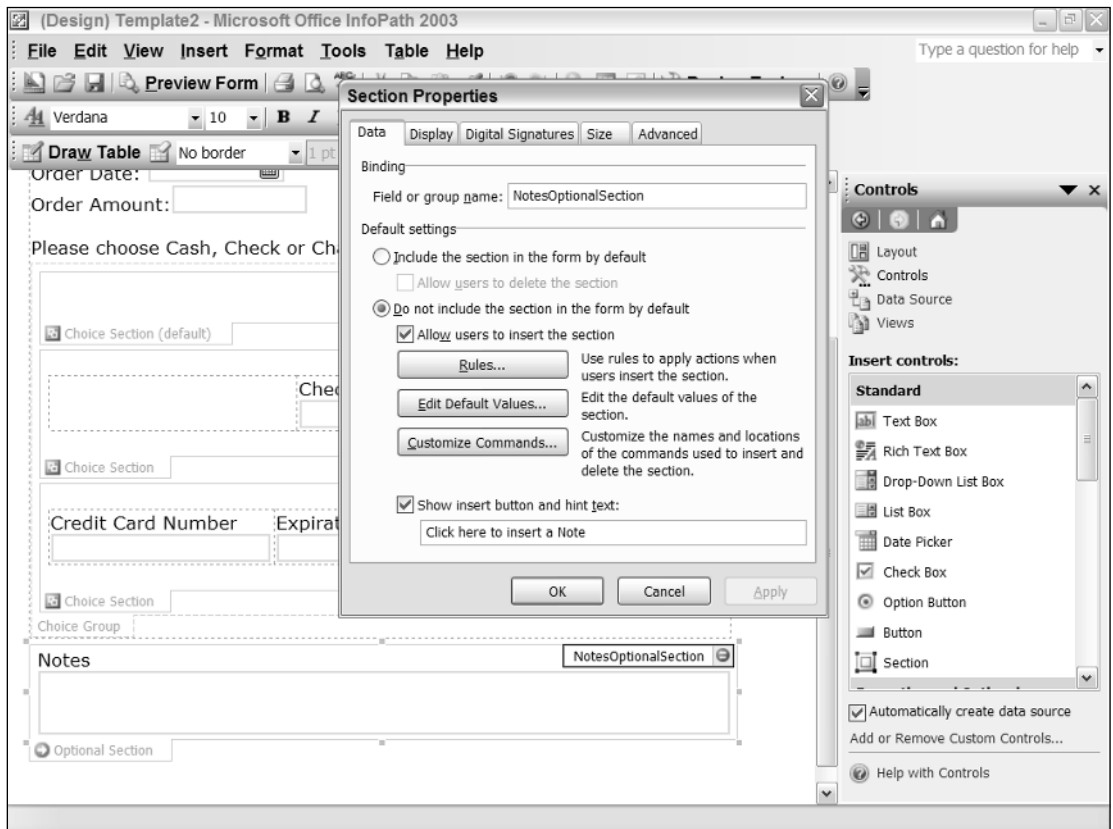 (Design) Template2 - Microsoft Office InfoPath 2003
File Edit View Insert Format Tools Table Help
Type a question for help
Preview Form
Verdana 10 B I
Draw Table No border 1 pt
Order Date:
Order Amount:
Please choose Cash, Check or
Choice Section (default)
Choice Section
Credit Card Number
Choice Section
Choice Group
Notes
NotesOptionalSection
Optional Section
Section Properties
Data Display Digital Signatures Size Advanced
Binding
Field or group name: NotesOptionalSection
Default settings
Include the section in the form by default
Allow users to delete the section
Do not include the section in the form by default
Allow users to insert the section
Rules...
Use rules to apply actions when
users insert the section.
Edit Default Values...
Edit the default values of the
section.
Customize Commands...
Customize the names and locations
of the commands used to insert and
delete the section.
Show insert button and hint text:
Click here to insert a Note
OK Cancel Apply
Controls
Layout
Controls
Data Source
Views
Insert controls:
Standard
Text Box
Rich Text Box
Drop-Down List Box
List Box
Date Picker
Check Box
Option Button
Button
Section
Automatically create data source
Add or Remove Custom Controls...
Help with Controls